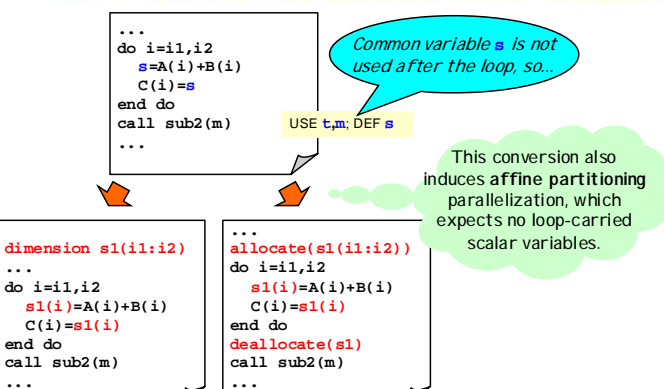 ...
do i=i1,i2
s=A(i)+B(i)
C(i)=s
end do
call sub2(m)
...
Common variable s is not
used after the loop, so...
USE t,m; DEF s
This conversion also
induces affine partitioning
parallelization, which
expects no loop-carried
scalar variables.
dimension s1(i1:i2)
...
do i=i1,i2
s1(i)=A(i)+B(i)
C(i)=s1(i)
end do
call sub2(m)
...
...
allocate(s1(i1:i2))
do i=i1,i2
s1(i)=A(i)+B(i)
C(i)=s1(i)
end do
deallocate(s1)
call sub2(m)
...